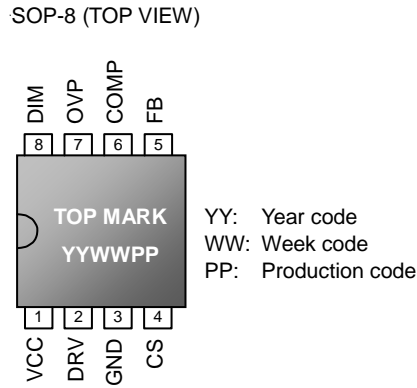 SOP-8 (TOP VIEW)
DIM OVP COMP FB
8 7 6 5
TOP MARK
YYWWPP
YY: Year code
WW: Week code
PP: Production code
1 2 3 4
VCC DRV GND CS